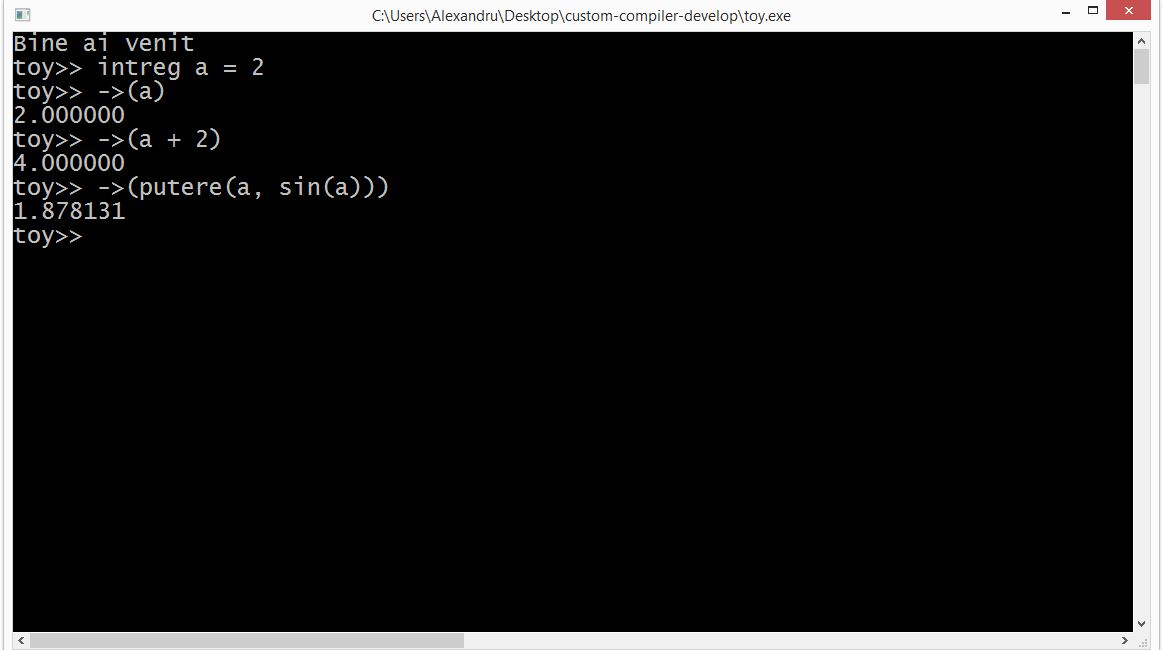 C:\Users\Alexandru\Desktop\custom-compiler-develop\toy.exe
Bine ai venit
toy>> intreg a = 2
toy>> ->(a)
2.000000
toy>> ->(a + 2)
4.000000
toy>> ->(putere(a, sin(a)))
1.878131
toy>>